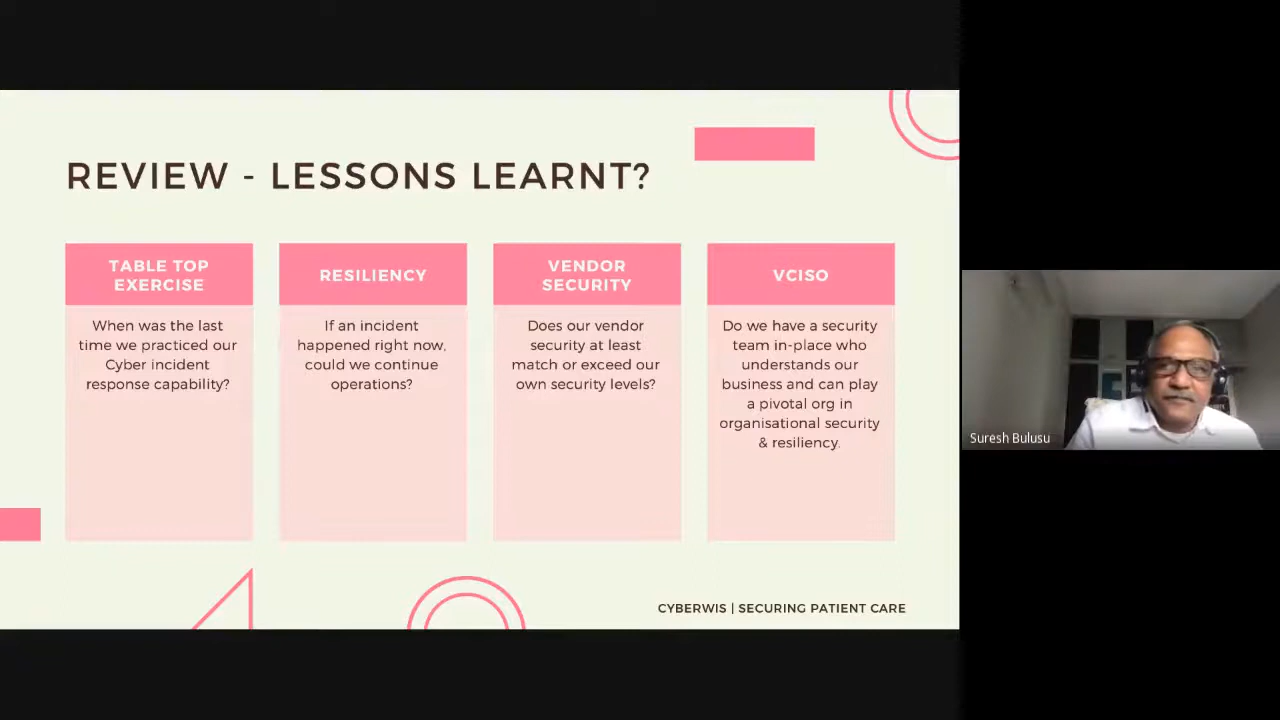 REVIEW - LESSONS LEARNT?
TABLE TOP
EXERCISE
When was the last
time we practiced our
Cyber incident
response capability?
RESILIENCY
If an incident
happened right now,
could we continue
operations?
VENDOR
SECURITY
Does our vendor
security at least
match or exceed our
own security levels?
VCISO
Do we have a security
team in-place who
understands our
business and can play
a pivotal org in
organisational security
& resiliency.
CYBERWIS | SECURING PATIENT CARE
Suresh Bulusu